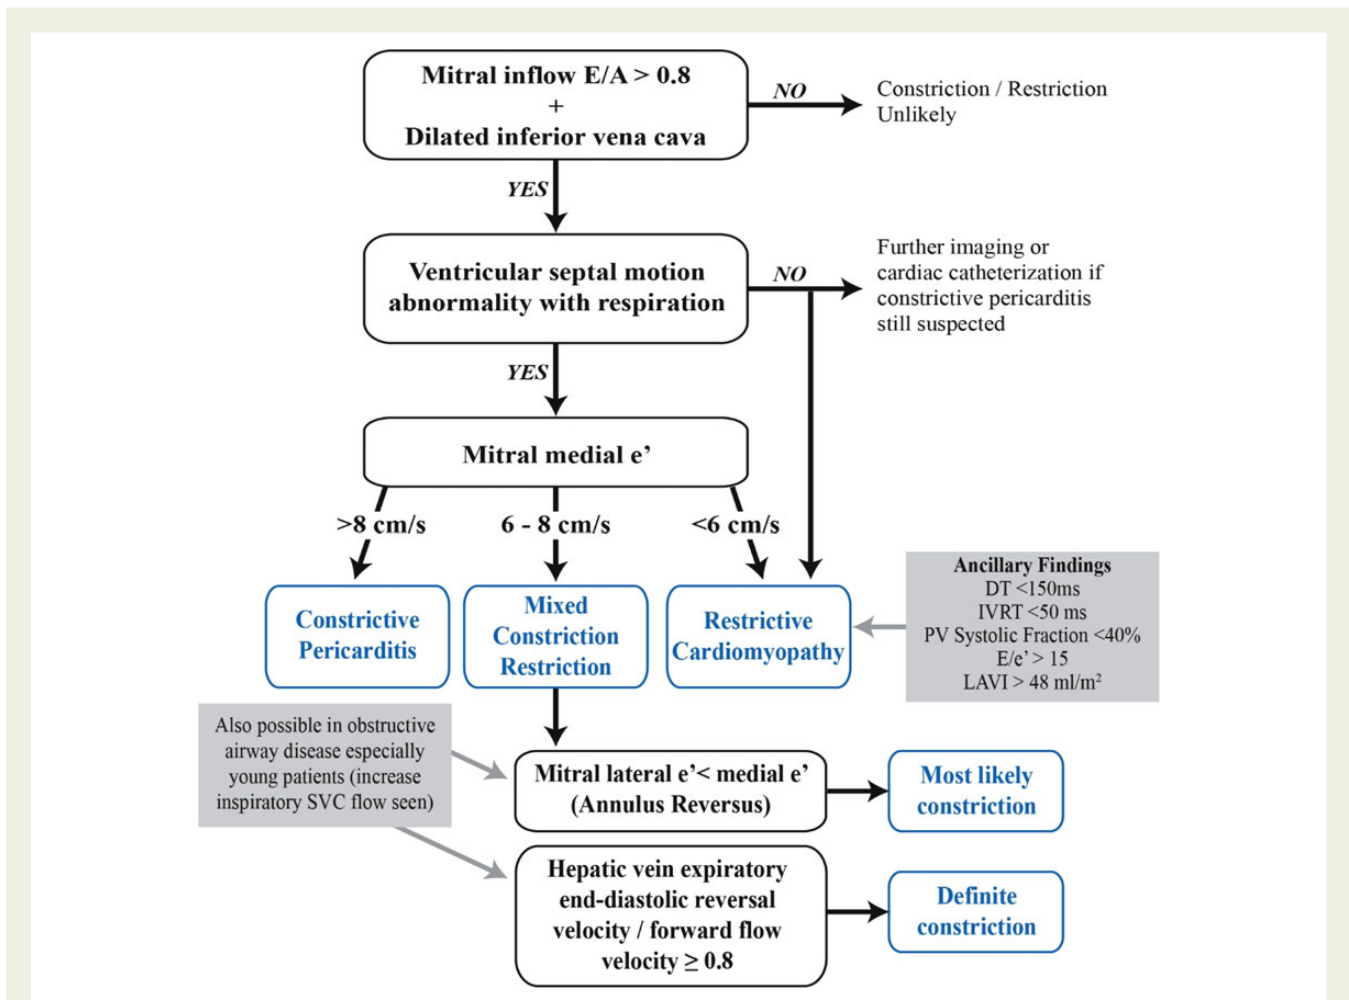 Mitral inflow E/A > 0.8
+
Dilated inferior vena cava
NO
Constriction / Restriction
Unlikely
YES
Ventricular septal motion
abnormality with respiration
NO
Further imaging or
cardiac catheterization if
constrictive pericarditis
still suspected
YES
Mitral medial e’
>8 cm/s
6 - 8 cm/s
<6 cm/s
Constrictive
Pericarditis
Mixed
Constriction
Restriction
Restrictive
Cardiomyopathy
Ancillary Findings
DT <150ms
IVRT <50 ms
PV Systolic Fraction <40%
E/e’ > 15
LAVI > 48 ml/m²
Also possible in obstructive
airway disease especially
young patients (increase
inspiratory SVC flow seen)
Mitral lateral e’< medial e’
(Annulus Reversus)
Most likely
constriction
Hepatic vein expiratory
end-diastolic reversal
velocity / forward flow
velocity ≥ 0.8
Definite
constriction